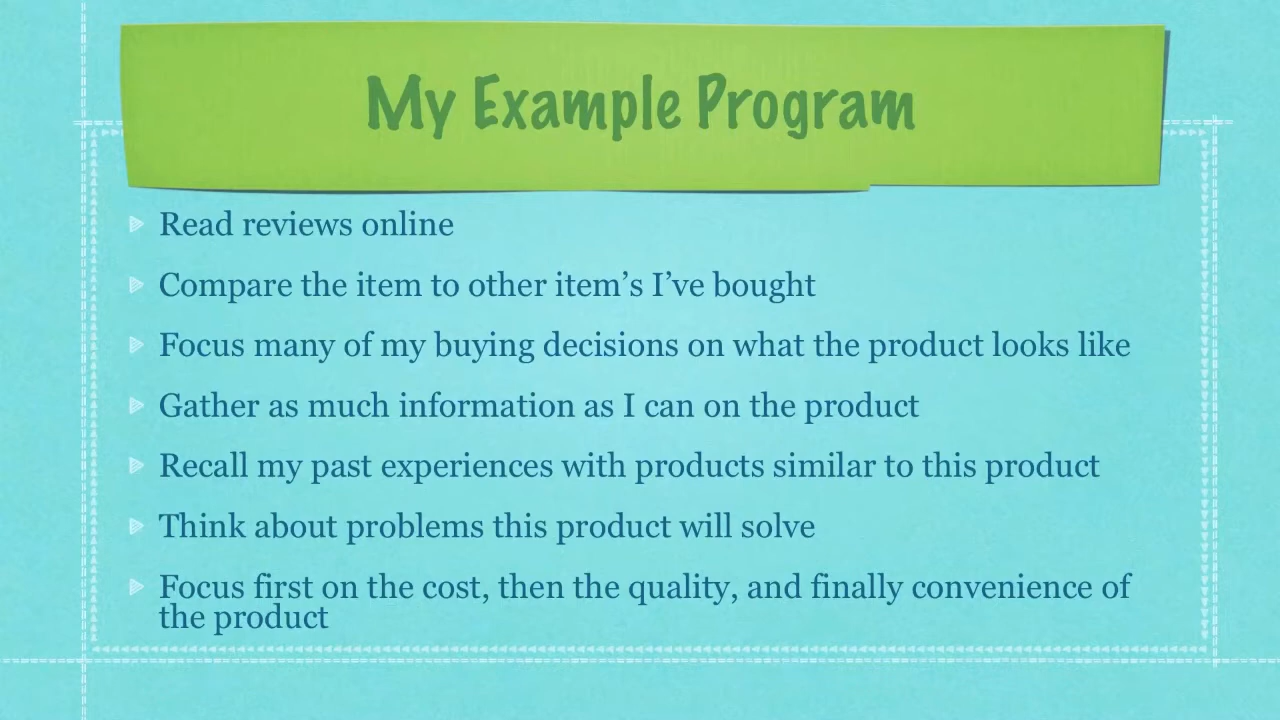 My Example Program
Read reviews online
Compare the item to other item’s I’ve bought
Focus many of my buying decisions on what the product looks like
Gather as much information as I can on the product
Recall my past experiences with products similar to this product
Think about problems this product will solve
Focus first on the cost, then the quality, and finally convenience of
the product